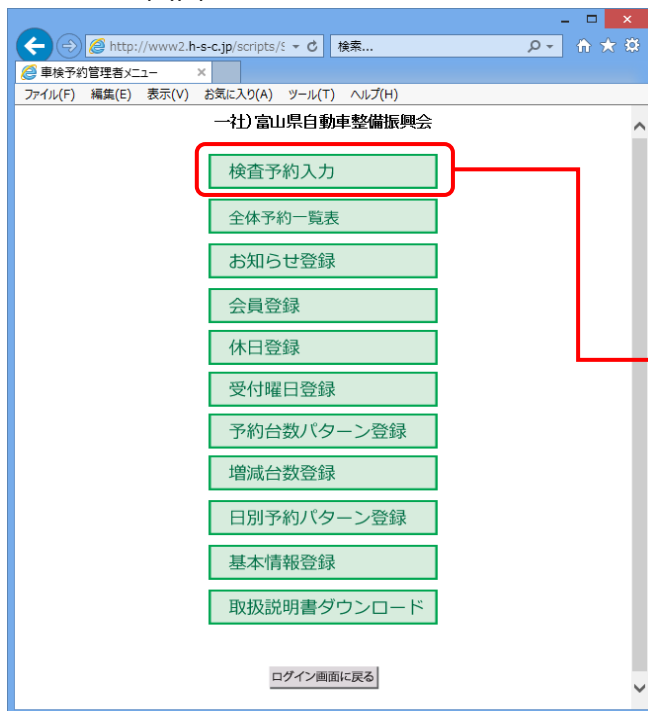 http://www2.h-s-c.jp/scripts/
検索...
車検予約管理者メニュー
ファイル(F) 編集(E) 表示(V) お気に入り(A) ツール(T) ヘルプ(H)
一社)富山県自動車整備振興会
検査予約入力
全体予約一覧表
お知らせ登録
会員登録
休日登録
受付曜日登録
予約台数パターン登録
増減台数登録
日別予約パターン登録
基本情報登録
取扱説明書ダウンロード
ログイン画面に戻る